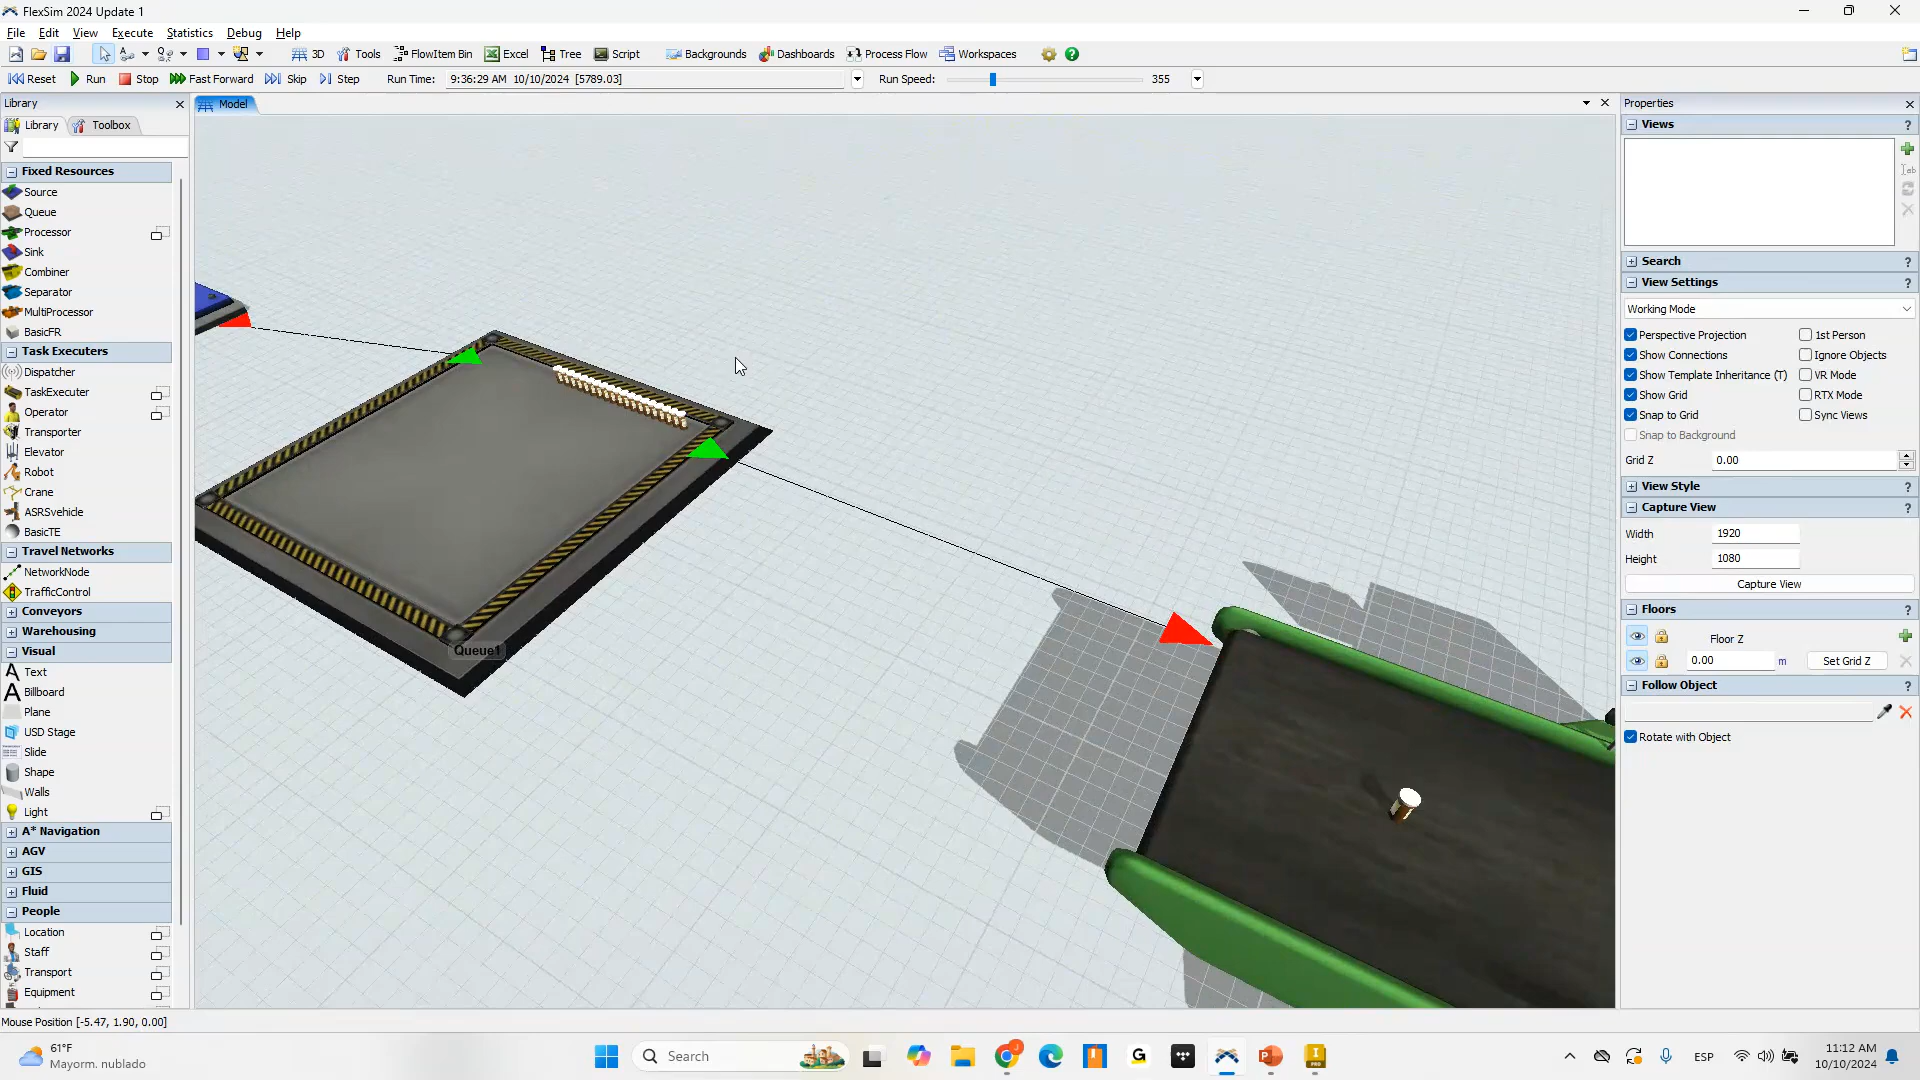 FlexSim 2024 Update 1
File Edit View Execute Statistics Debug Help
3D Tools FlowItem Bin Excel Tree Script Backgrounds Dashboards Process Flow Workspaces
Reset Run Stop Fast Forward Skip Step Run Time: 9:36:29 AM 10/10/2024 [5789.03] Run Speed: 355
Library
Library Toolbox
Fixed Resources
Source
Queue
Processor
Sink
Combiner
Separator
MultiProcessor
BasicFR
Task Executers
Dispatcher
TaskExecuter
Operator
Transporter
Elevator
Robot
Crane
ASRSvehicle
BasicTE
Travel Networks
NetworkNode
TrafficControl
Conveyors
Warehousing
Visual
Text
Billboard
Plane
USD Stage
Slide
Shape
Walls
Light
A* Navigation
AGV
GIS
Fluid
People
Location
Staff
Transport
Equipment
Model
Queue1
Properties
Views
Search
View Settings
Working Mode
Perspective Projection 1st Person
Show Connections Ignore Objects
Show Template Inheritance (T) VR Mode
Show Grid RTX Mode
Snap to Grid Sync Views
Snap to Background
Grid Z 0.00
View Style
Capture View
Width 1920
Height 1080
Capture View
Floors
Floor Z
0.00 m Set Grid Z
Follow Object
Rotate with Object
Mouse Position [-5.47, 1.90, 0.00]
61°F
Mayorm. nublado
Search
ESP
11:12 AM
10/10/2024